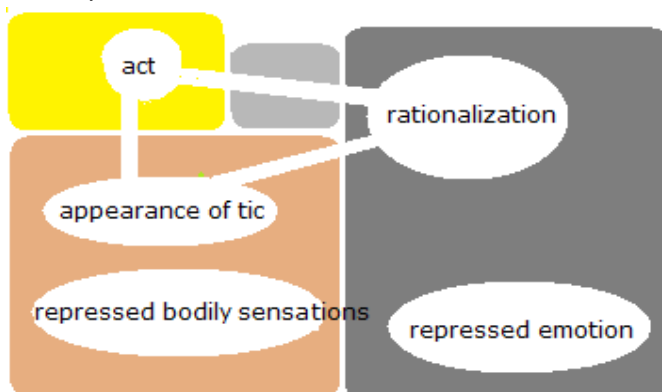 act
rationalization
appearance of tic
repressed bodily sensations
repressed emotion